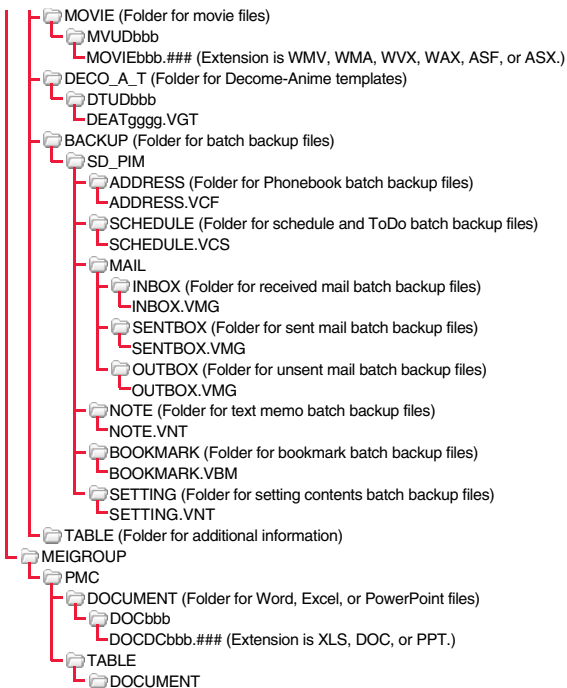 MOVIE (Folder for movie files)
MVUDbbb
MOVIEbbb.### (Extension is WMV, WMA, WVX, WAX, ASF, or ASX.)
DECO_A_T (Folder for Decome-Anime templates)
DTUDbbb
DEATgggg.VGT
BACKUP (Folder for batch backup files)
SD_PIM
ADDRESS (Folder for Phonebook batch backup files)
ADDRESS.VCF
SCHEDULE (Folder for schedule and ToDo batch backup files)
SCHEDULE.VCS
MAIL
INBOX (Folder for received mail batch backup files)
INBOX.VMG
SENTBOX (Folder for sent mail batch backup files)
SENTBOX.VMG
OUTBOX (Folder for unsent mail batch backup files)
OUTBOX.VMG
NOTE (Folder for text memo batch backup files)
NOTE.VNT
BOOKMARK (Folder for bookmark batch backup files)
BOOKMARK.VBM
SETTING (Folder for setting contents batch backup files)
SETTING.VNT
TABLE (Folder for additional information)
MEIGROUP
PMC
DOCUMENT (Folder for Word, Excel, or PowerPoint files)
DOCbbb
DOCDCbbb.### (Extension is XLS, DOC, or PPT.)
TABLE
DOCUMENT